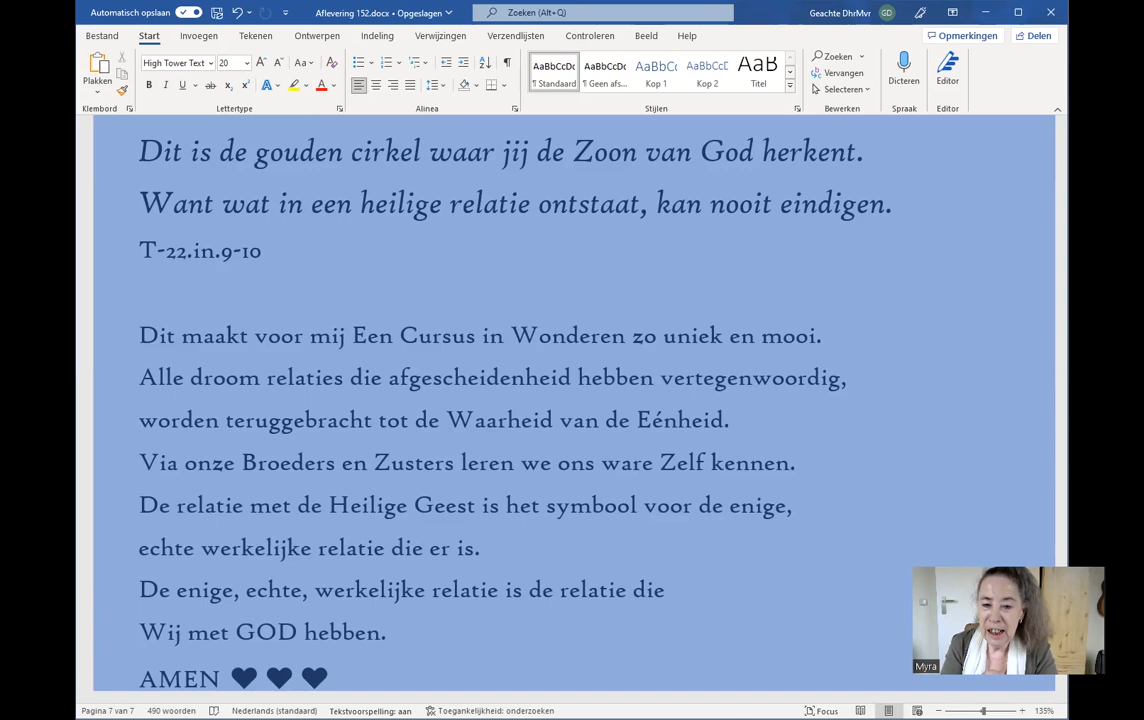 Automatisch opslaan
Aflevering 152.docx • Opgeslagen
Zoeken (Alt+Q)
Geachte DhrMvr
GD
Bestand Start Invoegen Tekenen Ontwerpen Indeling Verwijzingen Verzendlijsten Controleren Beeld Help
Opmerkingen
Delen
Plakken
High Tower Text
20
AaBbCcDc
Standaard
AaBbCcDc
Geen afs...
AaBbCc
Kop 1
AaBbCcD
Kop 2
AaB
Titel
Zoeken
Vervangen
Selecteren
Dicteren
Editor
Klembord Lettertype Alinea Stijlen Bewerken Spraak Editor
Dit is de gouden cirkel waar jij de Zoon van God herkent.
Want wat in een heilige relatie ontstaat, kan nooit eindigen.
T-22.in.9-10
Dit maakt voor mij Een Cursus in Wonderen zo uniek en mooi.
Alle droom relaties die afgescheidenheid hebben vertegenwoordig,
worden teruggebracht tot de Waarheid van de Eénheid.
Via onze Broeders en Zusters leren we ons ware Zelf kennen.
De relatie met de Heilige Geest is het symbool voor de enige,
echte werkelijke relatie die er is.
De enige, echte, werkelijke relatie is de relatie die
Wij met GOD hebben.
AMEN ♥ ♥ ♥
Myra
Pagina 7 van 7 490 woorden Nederlands (standaard) Tekstvoorspelling: aan Toegankelijkheid: onderzoeken Focus 135%